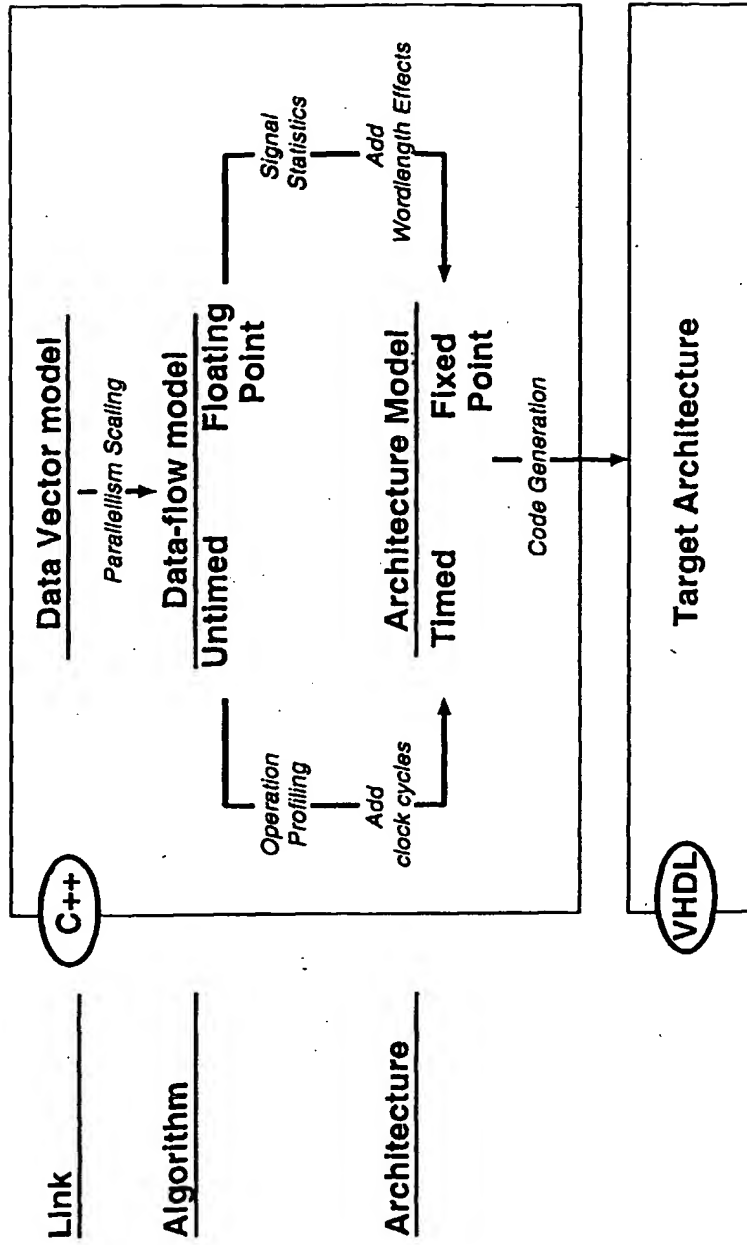 Link
Algorithm
Architecture
C++
Data Vector model
Parallellism Scaling
Data-flow model
Untimed
Floating
Point
Operation
Profiling
Add
clock cycles
Signal
Statistics
Add
Wordlength Effects
Architecture Model
Timed
Fixed
Point
Code Generation
VHDL
Target Architecture